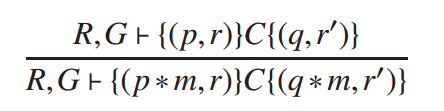 R, G ⊢ {(p, r)}C{(q, r′)}
R, G ⊢ {(p ∗ m, r)}C{(q ∗ m, r′)}